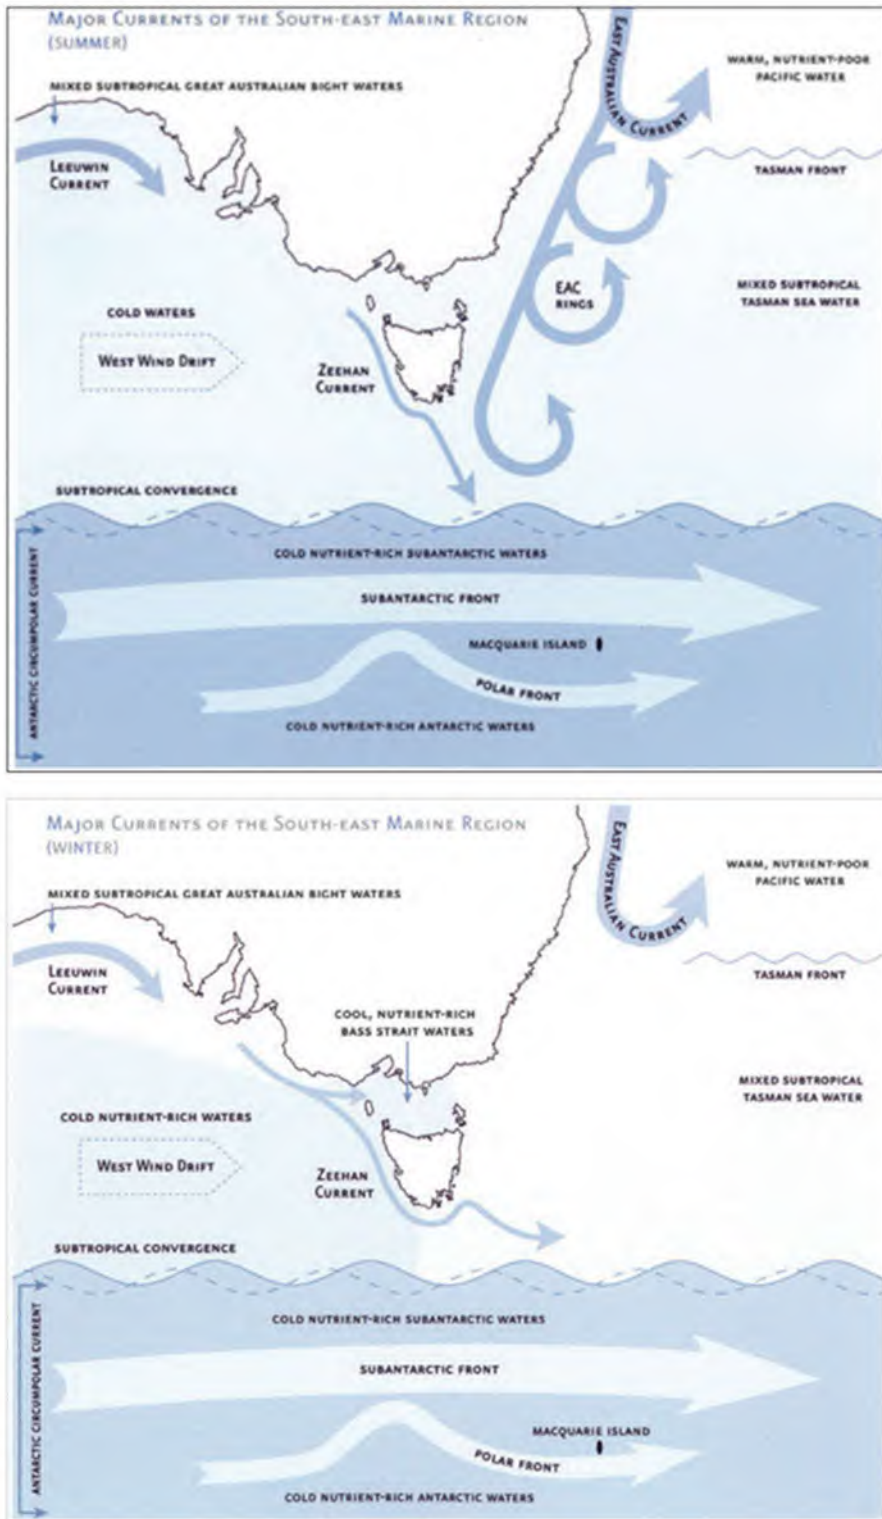 Major Currents of the South-east Marine Region
(SUMMER)
MIXED SUBTROPICAL GREAT AUSTRALIAN BIGHT WATERS
EAST AUSTRALIAN CURRENT
WARM, NUTRIENT-POOR
PACIFIC WATER
LEEUWIN
CURRENT
TASMAN FRONT
EAC
RINGS
MIXED SUBTROPICAL
TASMAN SEA WATER
COLD WATERS
WEST WIND DRIFT
ZEEHAN
CURRENT
SUBTROPICAL CONVERGENCE
ANTARCTIC CIRCUMPOLAR CURRENT
COLD NUTRIENT-RICH SUBANTARCTIC WATERS
SUBANTARCTIC FRONT
MACQUARIE ISLAND
POLAR FRONT
COLD NUTRIENT-RICH ANTARCTIC WATERS
Major Currents of the South-east Marine Region
(WINTER)
MIXED SUBTROPICAL GREAT AUSTRALIAN BIGHT WATERS
EAST AUSTRALIAN CURRENT
WARM, NUTRIENT-POOR
PACIFIC WATER
LEEUWIN
CURRENT
TASMAN FRONT
COOL, NUTRIENT-RICH
BASS STRAIT WATERS
MIXED SUBTROPICAL
TASMAN SEA WATER
COLD NUTRIENT-RICH WATERS
WEST WIND DRIFT
ZEEHAN
CURRENT
SUBTROPICAL CONVERGENCE
ANTARCTIC CIRCUMPOLAR CURRENT
COLD NUTRIENT-RICH SUBANTARCTIC WATERS
SUBANTARCTIC FRONT
MACQUARIE ISLAND
POLAR FRONT
COLD NUTRIENT-RICH ANTARCTIC WATERS